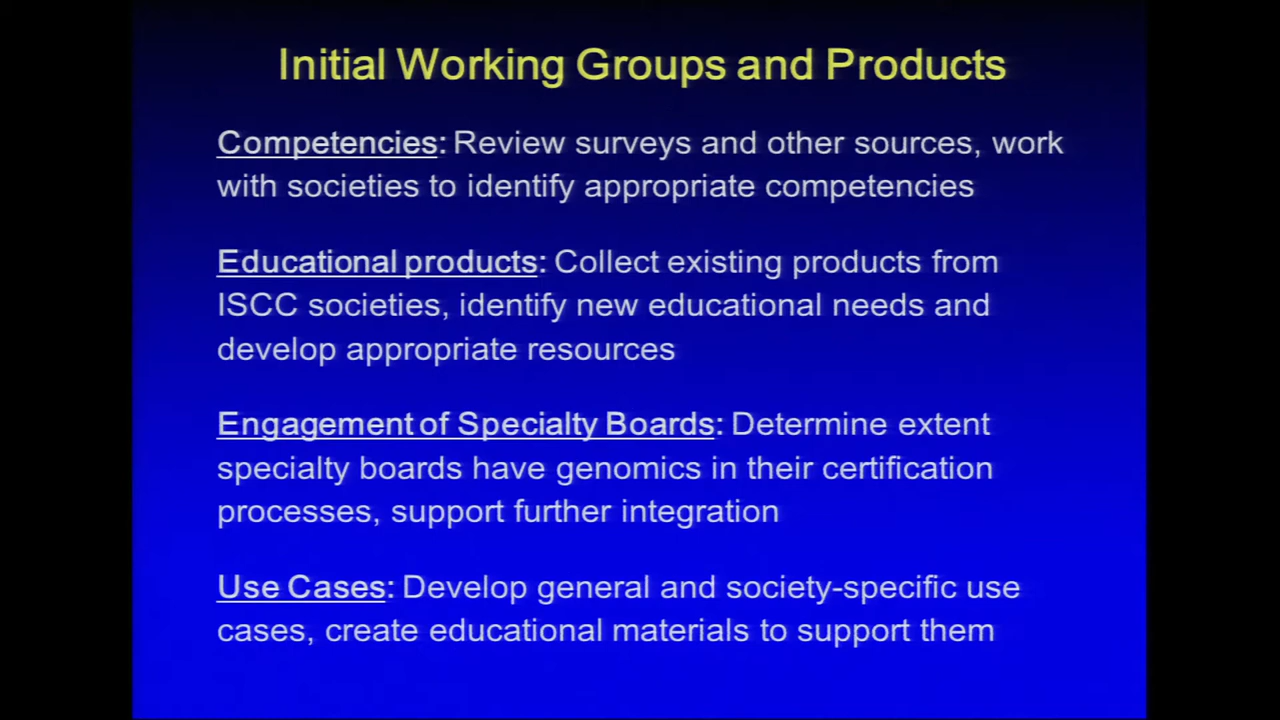 Initial Working Groups and Products
Competencies: Review surveys and other sources, work
with societies to identify appropriate competencies
Educational products: Collect existing products from
ISCC societies, identify new educational needs and
develop appropriate resources
Engagement of Specialty Boards: Determine extent
specialty boards have genomics in their certification
processes, support further integration
Use Cases: Develop general and society-specific use
cases, create educational materials to support them